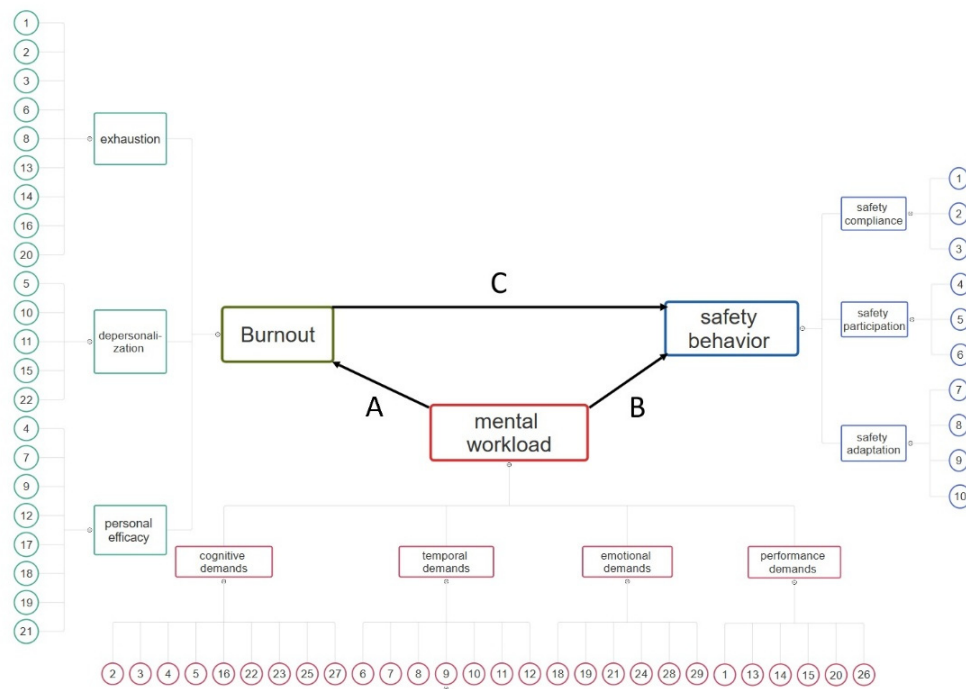 1
2
3
6
8
13
14
16
20
5
10
11
15
22
4
7
9
12
17
18
19
21
exhaustion
depersonali-
zation
personal
efficacy
Burnout
C
A
B
mental
workload
safety
behavior
safety
compliance
safety
participation
safety
adaptation
1
2
3
4
5
6
7
8
9
10
cognitive
demands
temporal
demands
emotional
demands
performance
demands
2 3 4 5 16 22 23 25 27 6 7 8 9 10 11 12 18 19 21 24 28 29 1 13 14 15 20 26